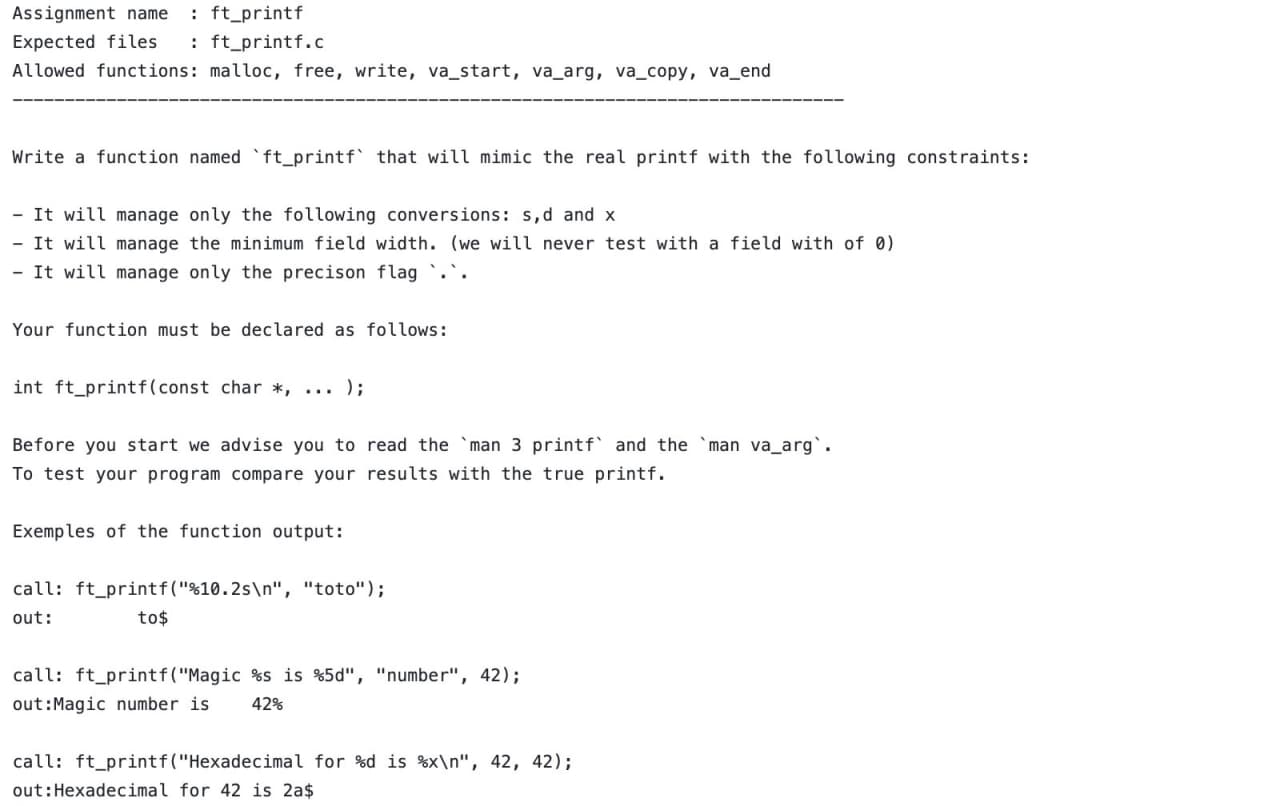 Assignment name  : ft_printf
Expected files   : ft_printf.c
Allowed functions: malloc, free, write, va_start, va_arg, va_copy, va_end
--------------------------------------------------------------------------------
Write a function named `ft_printf` that will mimic the real printf with the following constraints:
- It will manage only the following conversions: s,d and x
- It will manage the minimum field width. (we will never test with a field with of 0)
- It will manage only the precison flag `.`.
Your function must be declared as follows:
int ft_printf(const char *, ... );
Before you start we advise you to read the `man 3 printf` and the `man va_arg`.
To test your program compare your results with the true printf.
Exemples of the function output:
call: ft_printf("%10.2s\n", "toto");
out:        to$
call: ft_printf("Magic %s is %5d", "number", 42);
out:Magic number is    42%
call: ft_printf("Hexadecimal for %d is %x\n", 42, 42);
out:Hexadecimal for 42 is 2a$